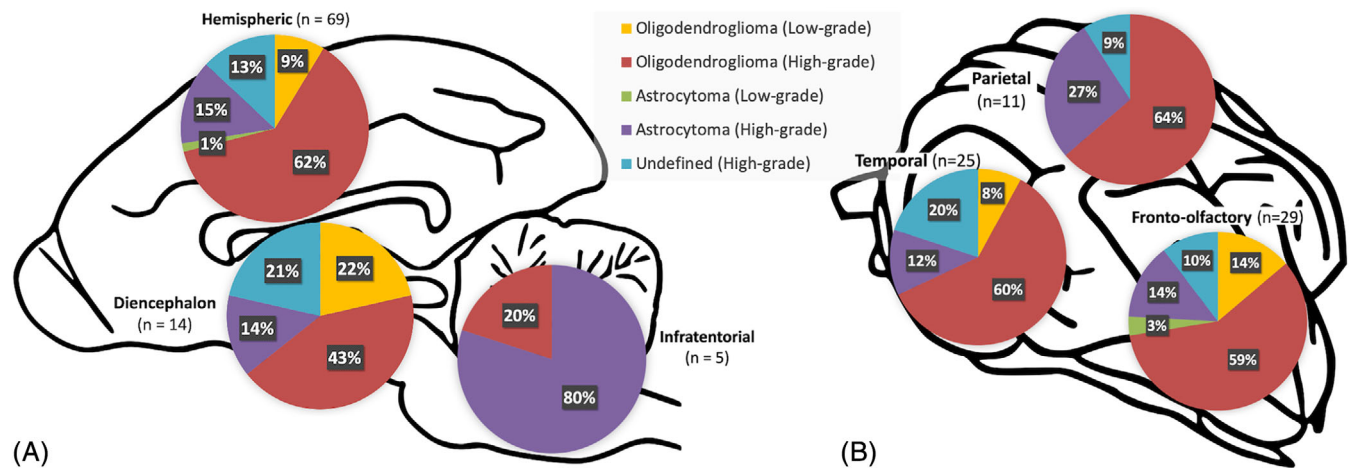 Hemispheric (n = 69)
13%
9%
15%
1%
62%
Diencephalon
(n = 14)
21%
22%
14%
43%
20%
80%
Infratentorial
(n = 5)
(A)
Oligodendroglioma (Low-grade)
Oligodendroglioma (High-grade)
Astrocytoma (Low-grade)
Astrocytoma (High-grade)
Undefined (High-grade)
Parietal
(n=11)
9%
27%
64%
Temporal (n=25)
8%
20%
12%
60%
Fronto-olfactory (n=29)
10%
14%
14%
3%
59%
(B)